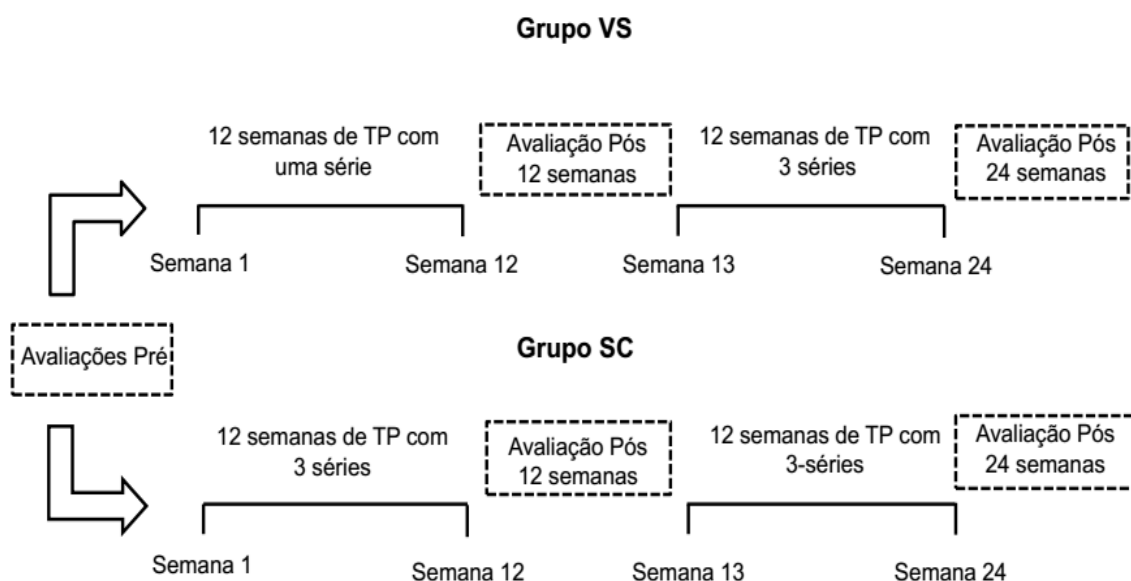 Grupo VS
12 semanas de TP com
uma série
Avaliação Pós
12 semanas
12 semanas de TP com
3 séries
Avaliação Pós
24 semanas
Semana 1
Semana 12
Semana 13
Semana 24
Avaliações Pré
Grupo SC
12 semanas de TP com
3 séries
Avaliação Pós
12 semanas
12 semanas de TP com
3-séries
Avaliação Pós
24 semanas
Semana 1
Semana 12
Semana 13
Semana 24